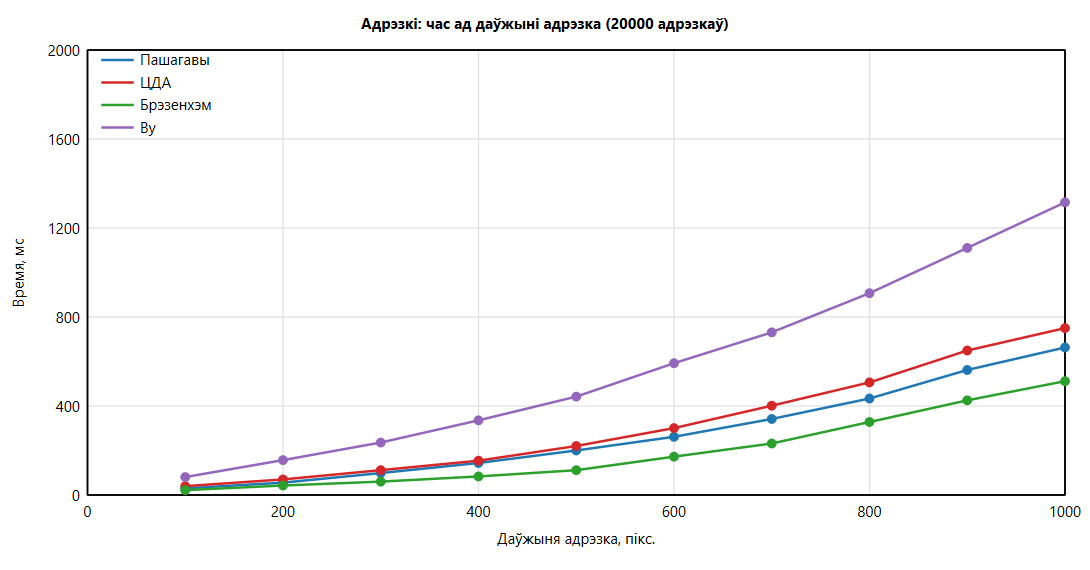 Адрэзкі: час ад даўжыні адрэзка (20000 адрэзкаў)
2000
1600
1200
800
400
0
Время, мс
Пашагавы
ЦДА
Брэзенхэм
Ву
0 200 400 600 800 1000
Даўжыня адрэзка, пікс.